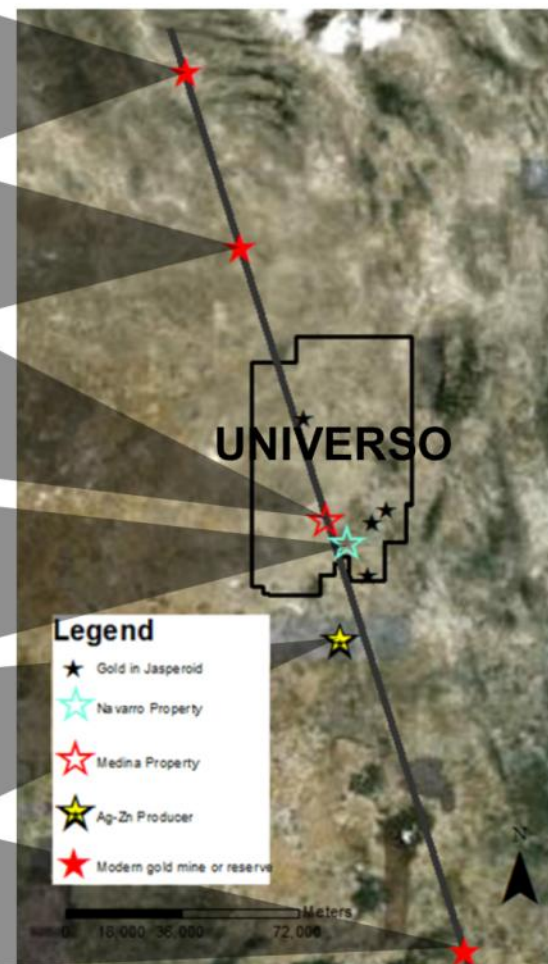 UNIVERSO
Legend
Gold in Jasperoid
Navarro Property
Medina Property
Ag-Zn Producer
Modern gold mine or reserve
N
Meters
18,000 36,000 72,000